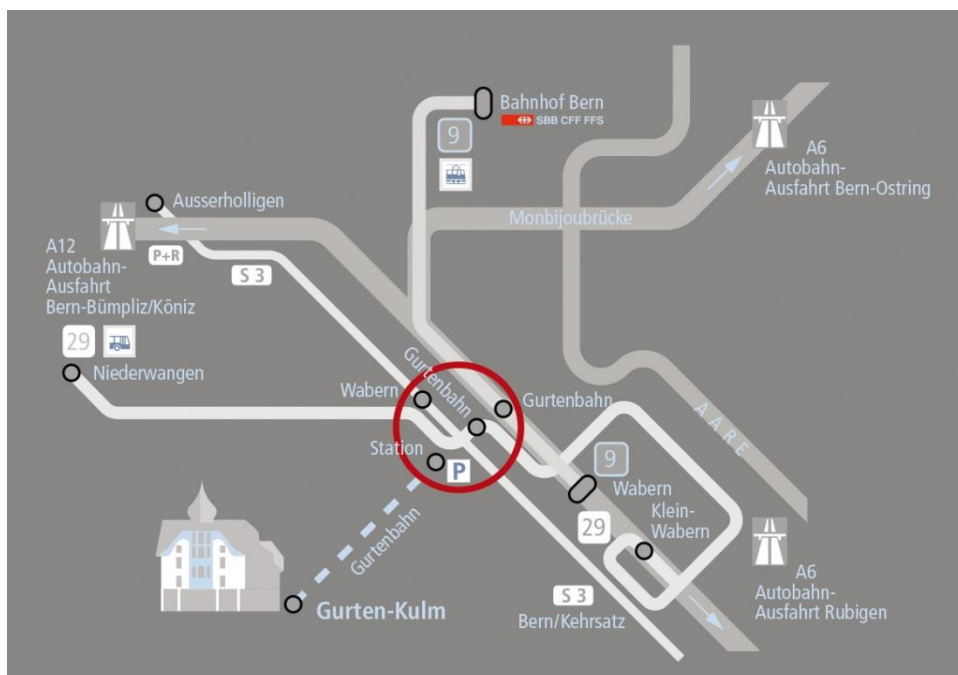 Bahnhof Bern
SBB CFF FFS
9
A6
Autobahn-
Ausfahrt Bern-Ostring
Monbijoubrücke
Ausserholligen
P+R
S 3
A12
Autobahn-
Ausfahrt
Bern-Bümpliz/Köniz
29
Niederwangen
Gurtenbahn
Wabern
Gurtenbahn
Station
P
AARE
9
Wabern
Klein-
Wabern
29
Gurtenbahn
Gurten-Kulm
S 3
Bern/Kehrsatz
A6
Autobahn-
Ausfahrt Rubigen